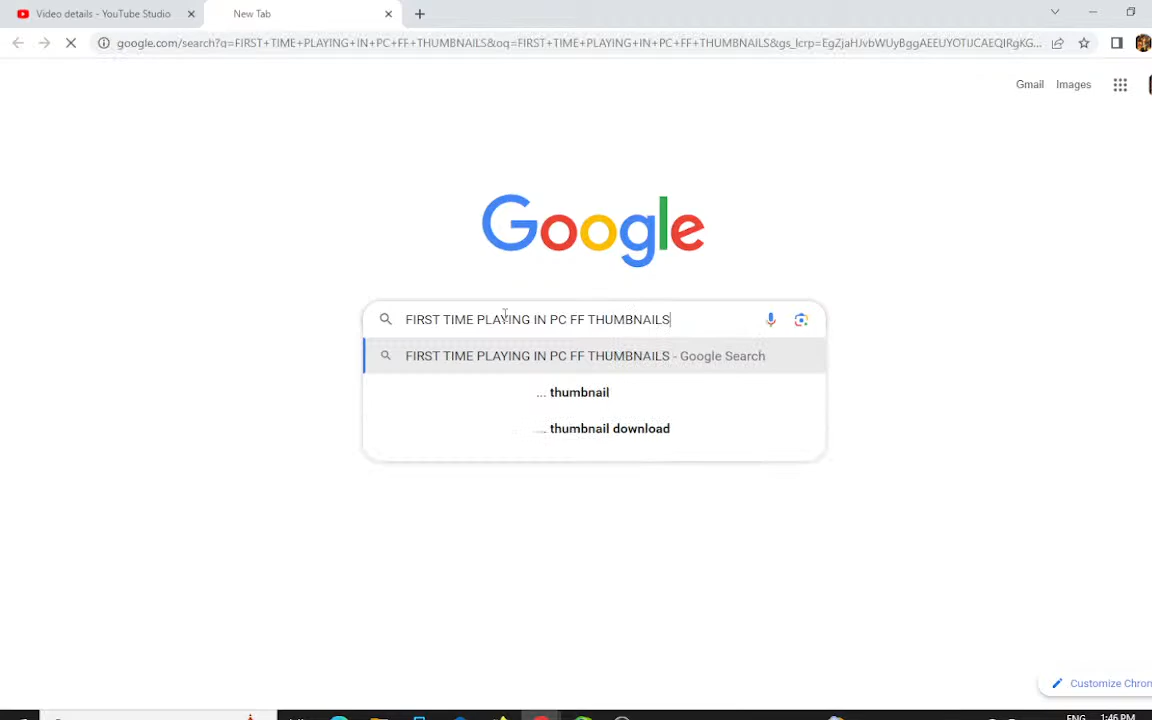 Video details - YouTube Studio
New Tab
google.com/search?q=FIRST+TIME+PLAYING+IN+PC+FF+THUMBNAILS&oq=FIRST+TIME+PLAYING+IN+PC+FF+THUMBNAILS&gs_lcrp=EgZjaHJvbWUyBggAEEUYOTIJCAEQIRgKG...
Gmail Images
Google
FIRST TIME PLAYING IN PC FF THUMBNAILS
FIRST TIME PLAYING IN PC FF THUMBNAILS - Google Search
... thumbnail
... thumbnail download
Customize Chrom
ENG 1:46 PM